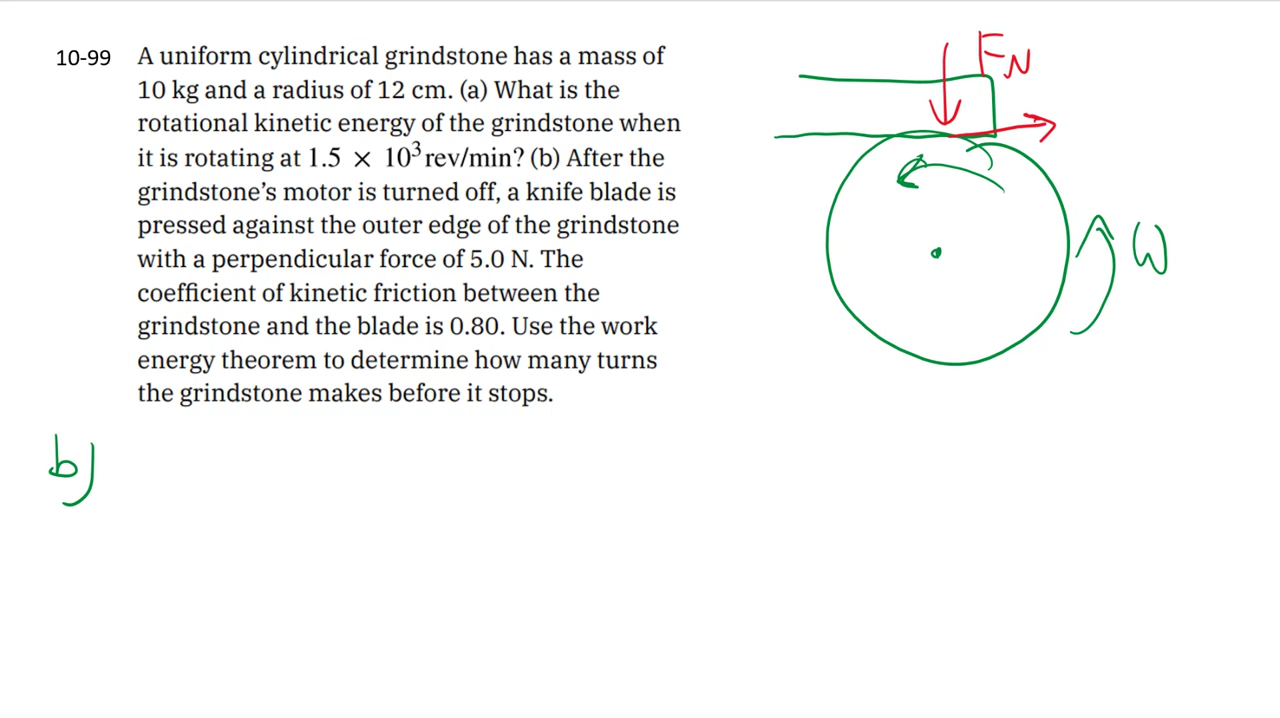 10-99 A uniform cylindrical grindstone has a mass of
10 kg and a radius of 12 cm. (a) What is the
rotational kinetic energy of the grindstone when
it is rotating at 1.5 × 10³ rev/min? (b) After the
grindstone’s motor is turned off, a knife blade is
pressed against the outer edge of the grindstone
with a perpendicular force of 5.0 N. The
coefficient of kinetic friction between the
grindstone and the blade is 0.80. Use the work
energy theorem to determine how many turns
the grindstone makes before it stops.
F_N
ω
b)